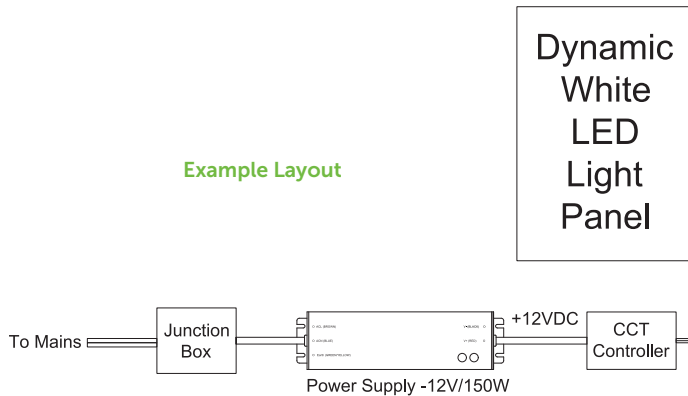 Dynamic
White
LED
Light
Panel
Example Layout
To Mains
Junction
Box
+12VDC
CCT
Controller
Power Supply -12V/150W